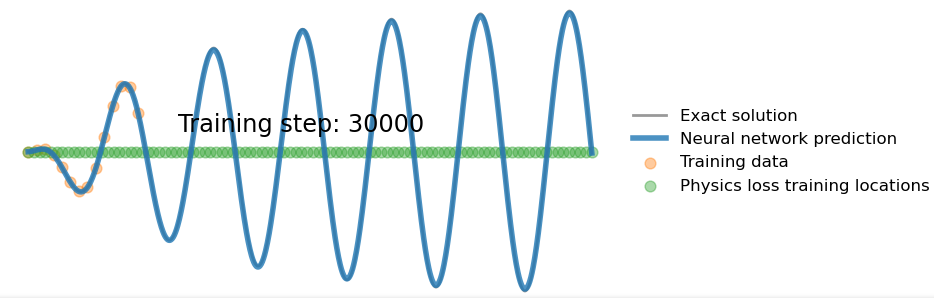 Training step: 30000
Exact solution
Neural network prediction
Training data
Physics loss training locations